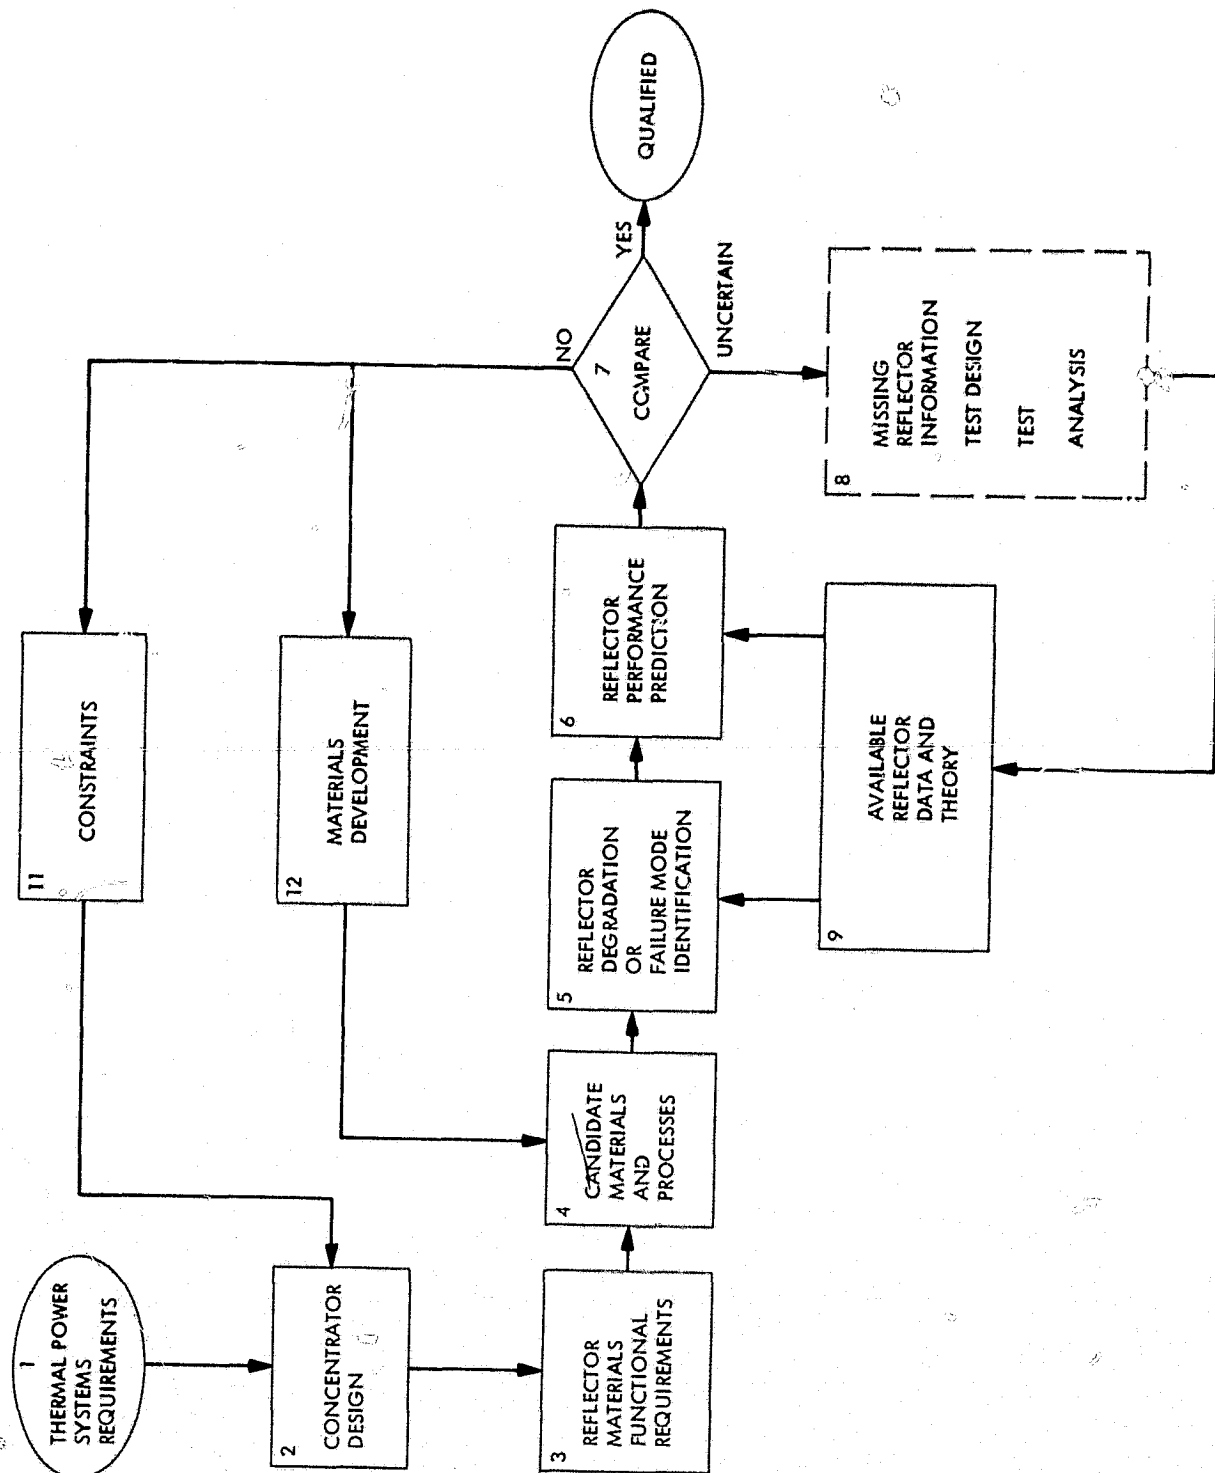 1
THERMAL POWER
SYSTEMS
REQUIREMENTS
2
CONCENTRATOR
DESIGN
3
REFLECTOR
MATERIALS
FUNCTIONAL
REQUIREMENTS
4
CANDIDATE
MATERIALS
AND
PROCESSES
5
REFLECTOR
DEGRADATION
OR
FAILURE MODE
IDENTIFICATION
6
REFLECTOR
PERFORMANCE
PREDICTION
7
COMPARE
NO
YES
UNCERTAIN
QUALIFIED
8
MISSING
REFLECTOR
INFORMATION
TEST DESIGN
TEST
ANALYSIS
9
AVAILABLE
REFLECTOR
DATA AND
THEORY
11
CONSTRAINTS
12
MATERIALS
DEVELOPMENT